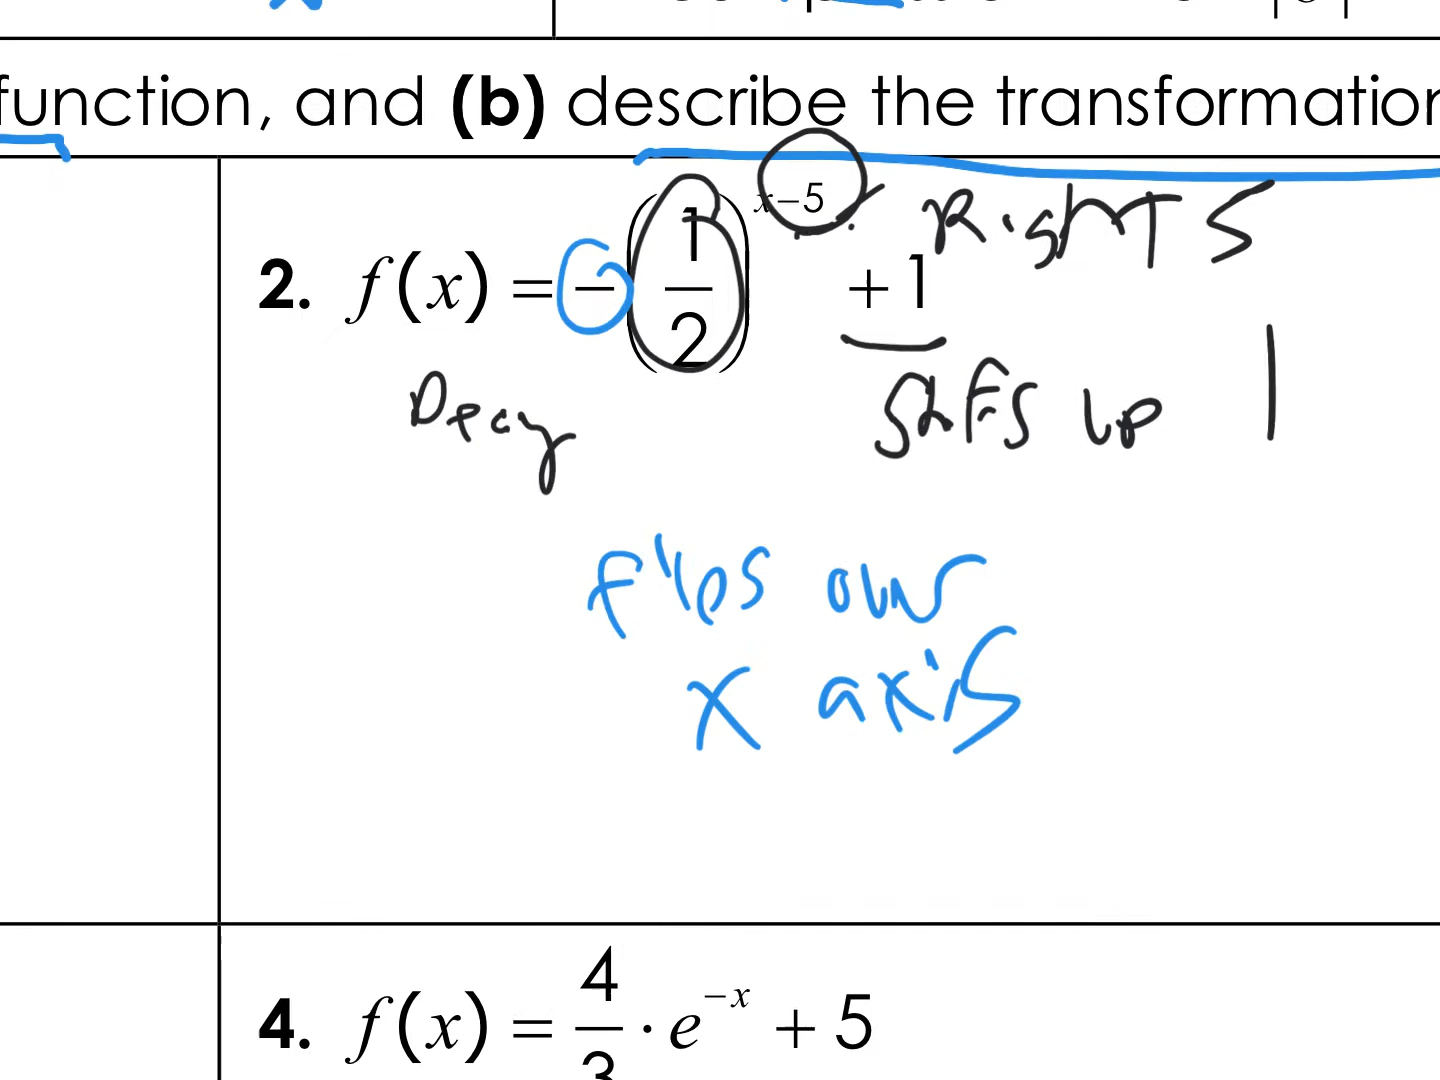 function, and (b) describe the transformation
2. f(x) = −(1/2)^(x−5) + 1
Right 5
Decay
Shifts up 1
flips over
x axis
4. f(x) = 4/3 · e^(−x) + 5